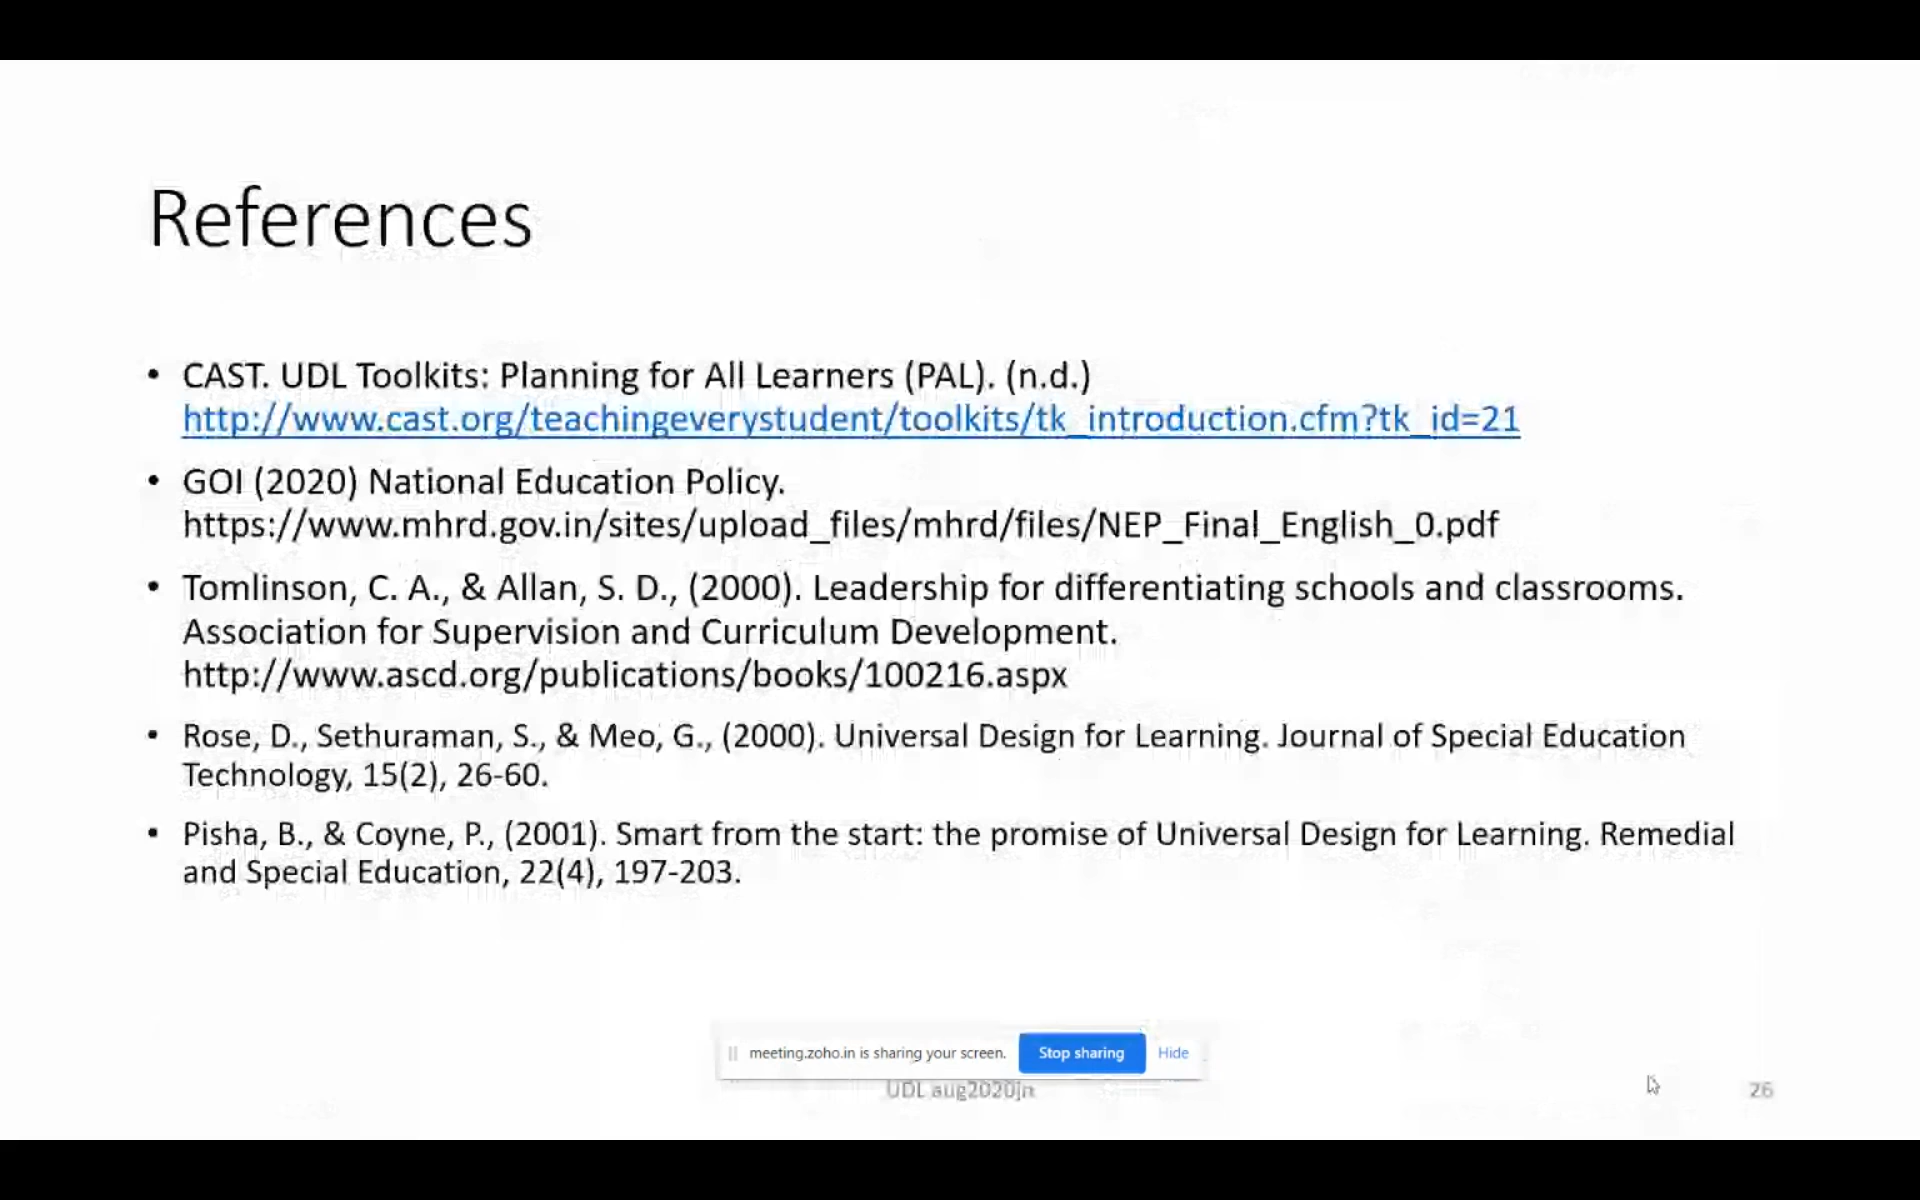 References
• CAST. UDL Toolkits: Planning for All Learners (PAL). (n.d.)
http://www.cast.org/teachingeverystudent/toolkits/tk_introduction.cfm?tk_id=21
• GOI (2020) National Education Policy.
https://www.mhrd.gov.in/sites/upload_files/mhrd/files/NEP_Final_English_0.pdf
• Tomlinson, C. A., & Allan, S. D., (2000). Leadership for differentiating schools and classrooms.
Association for Supervision and Curriculum Development.
http://www.ascd.org/publications/books/100216.aspx
• Rose, D., Sethuraman, S., & Meo, G., (2000). Universal Design for Learning. Journal of Special Education
Technology, 15(2), 26-60.
• Pisha, B., & Coyne, P., (2001). Smart from the start: the promise of Universal Design for Learning. Remedial
and Special Education, 22(4), 197-203.
meeting.zoho.in is sharing your screen. Stop sharing Hide
UDL aug2020jn 26